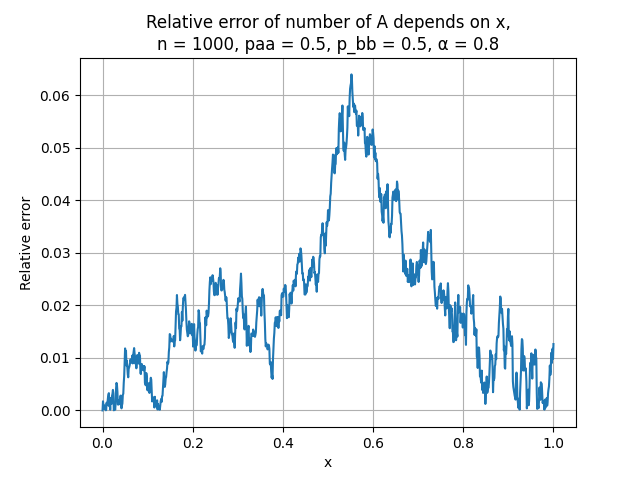 Relative error of number of A depends on x,
n = 1000, paa = 0.5, p_bb = 0.5, α = 0.8
0.06
0.05
0.04
0.03
0.02
0.01
0.00
Relative error
0.0 0.2 0.4 0.6 0.8 1.0
x